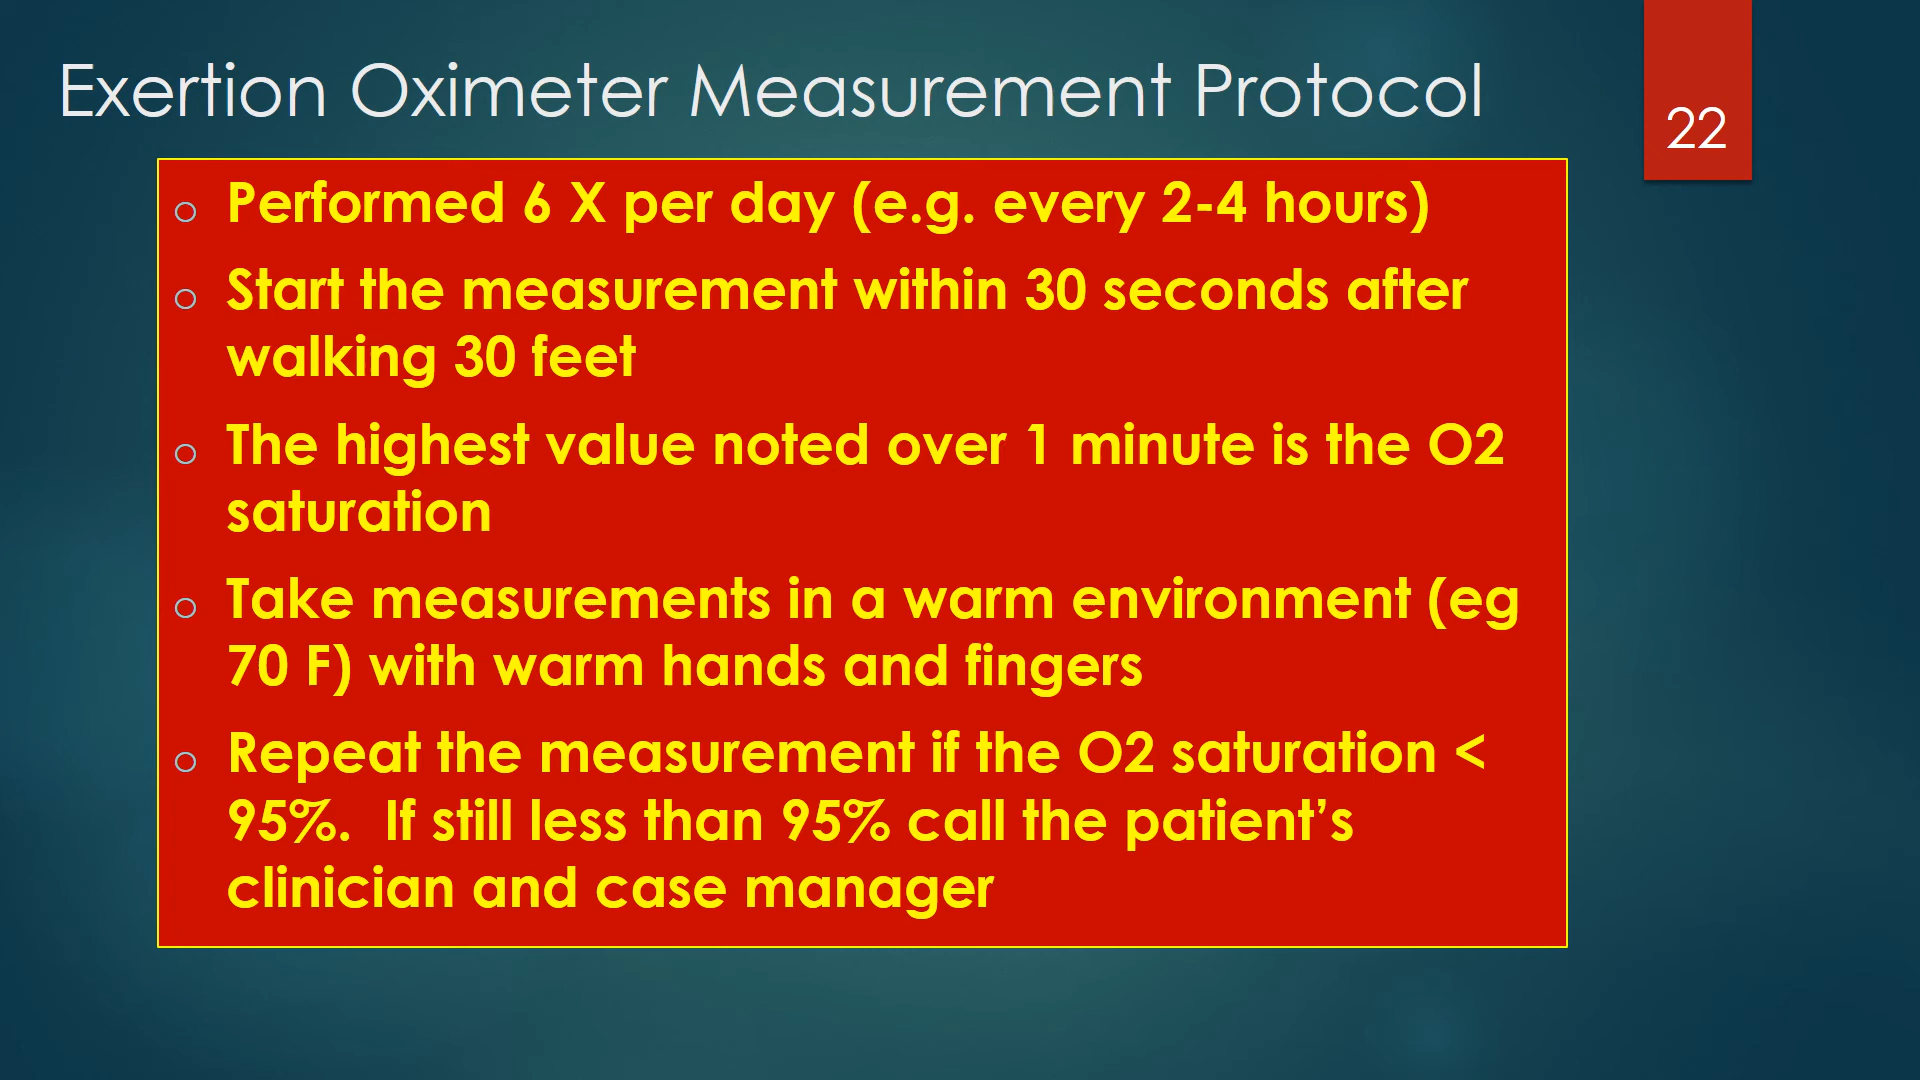 Exertion Oximeter Measurement Protocol
22
o Performed 6 X per day (e.g. every 2-4 hours)
o Start the measurement within 30 seconds after
walking 30 feet
o The highest value noted over 1 minute is the O2
saturation
o Take measurements in a warm environment (eg
70 F) with warm hands and fingers
o Repeat the measurement if the O2 saturation <
95%.  If still less than 95% call the patient’s
clinician and case manager